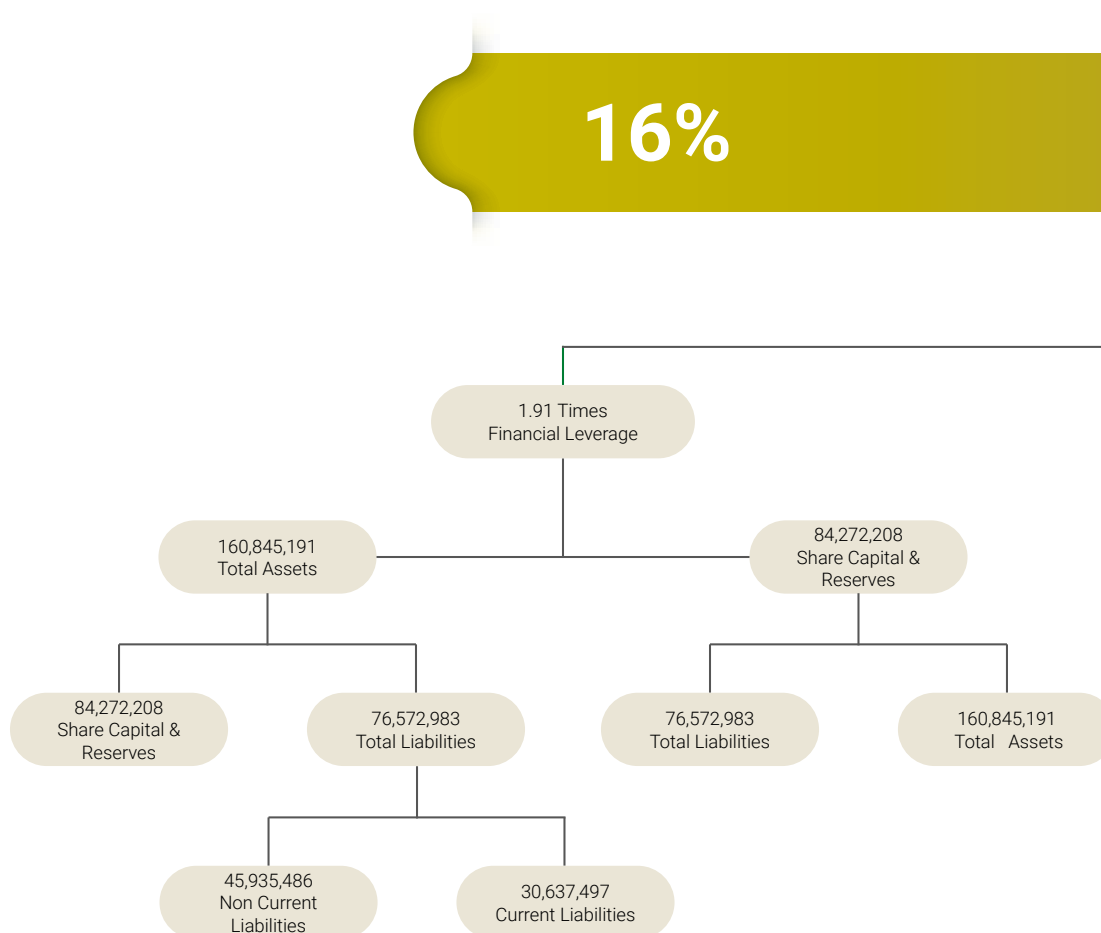 16%
1.91 Times
Financial Leverage
160,845,191
Total Assets
84,272,208
Share Capital &
Reserves
84,272,208
Share Capital &
Reserves
76,572,983
Total Liabilities
76,572,983
Total Liabilities
160,845,191
Total Assets
45,935,486
Non Current
Liabilities
30,637,497
Current Liabilities